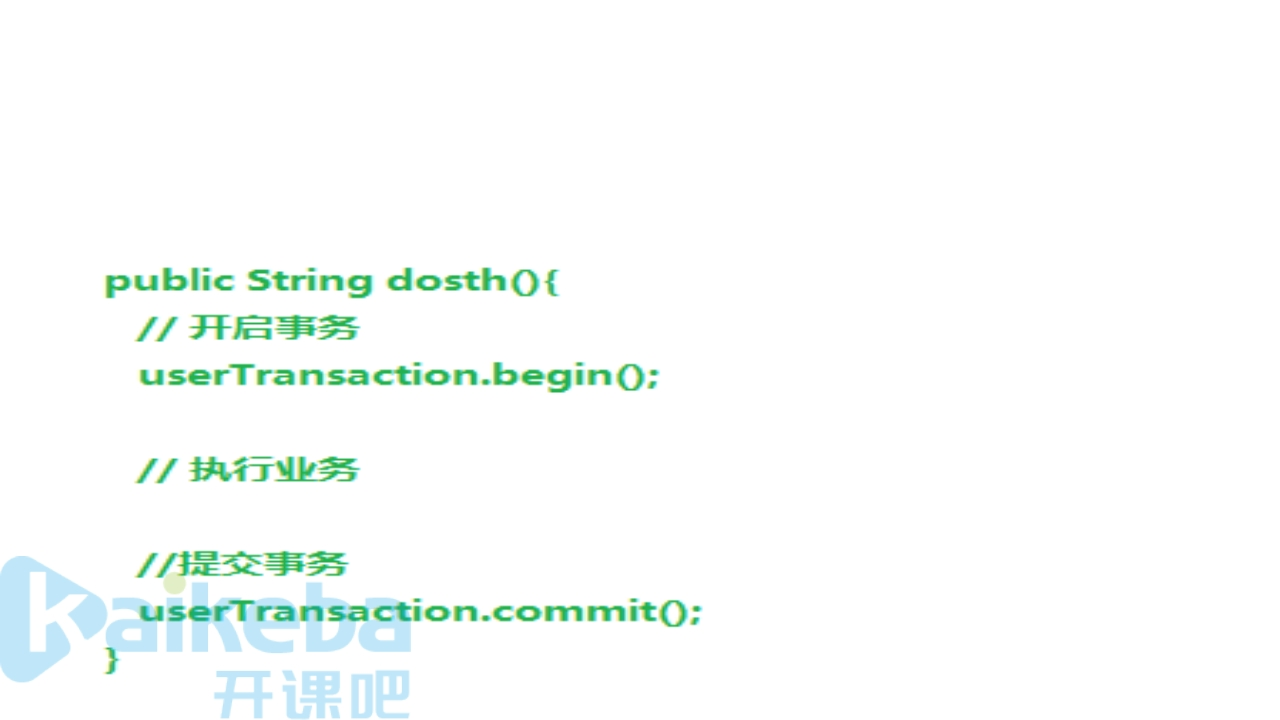 public String dosth(){
// 开启事务
userTransaction.begin();
// 执行业务
//提交事务
userTransaction.commit();
}
kaikeba
开课吧